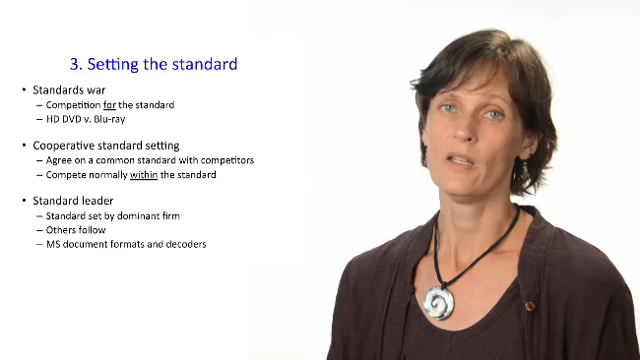 3. Setting the standard
• Standards war
– Competition for the standard
– HD DVD v. Blu-ray
• Cooperative standard setting
– Agree on a common standard with competitors
– Compete normally within the standard
• Standard leader
– Standard set by dominant firm
– Others follow
– MS document formats and decoders